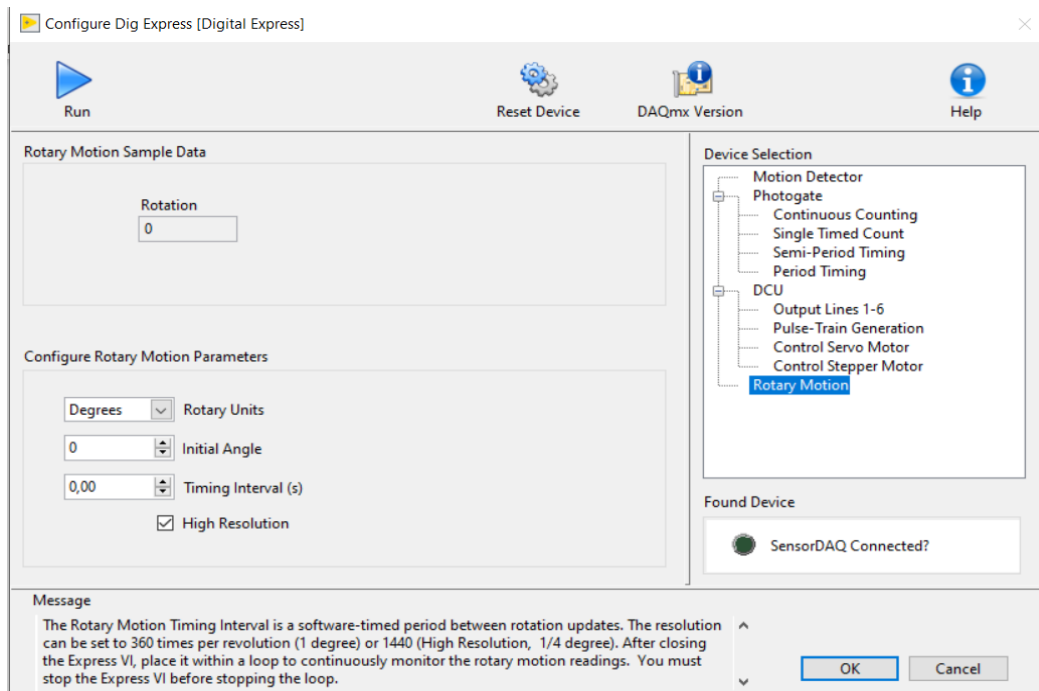 Configure Dig Express [Digital Express]
Run
Reset Device
DAQmx Version
Help
Rotary Motion Sample Data
Rotation
0
Configure Rotary Motion Parameters
Degrees Rotary Units
0 Initial Angle
0,00 Timing Interval (s)
High Resolution
Device Selection
Motion Detector
Photogate
Continuous Counting
Single Timed Count
Semi-Period Timing
Period Timing
DCU
Output Lines 1-6
Pulse-Train Generation
Control Servo Motor
Control Stepper Motor
Rotary Motion
Found Device
SensorDAQ Connected?
Message
The Rotary Motion Timing Interval is a software-timed period between rotation updates. The resolution
can be set to 360 times per revolution (1 degree) or 1440 (High Resolution, 1/4 degree). After closing
the Express VI, place it within a loop to continuously monitor the rotary motion readings. You must
stop the Express VI before stopping the loop.
OK
Cancel